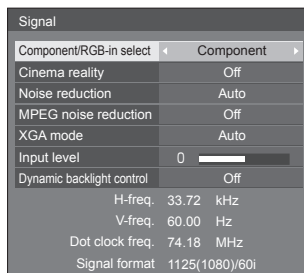 Signal
Component/RGB-in select Component
Cinema reality Off
Noise reduction Auto
MPEG noise reduction Off
XGA mode Auto
Input level 0
Dynamic backlight control Off
H-freq. 33.72 kHz
V-freq. 60.00 Hz
Dot clock freq. 74.18 MHz
Signal format 1125(1080)/60i